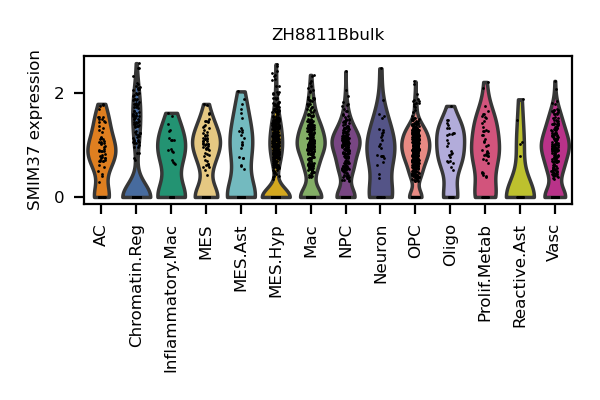 ZH8811Bbulk
SMIM37 expression
2
0
AC
Chromatin.Reg
Inflammatory.Mac
MES
MES.Ast
MES.Hyp
Mac
NPC
Neuron
OPC
Oligo
Prolif.Metab
Reactive.Ast
Vasc